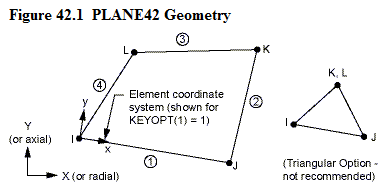 Figure 42.1 PLANE42 Geometry
③
L
K
K, L
④
Element coordinate
system (shown for
KEYOPT(1) = 1)
②
y
Y
(or axial)
I
x
I
J
①
J
X (or radial)
(Triangular Option -
not recommended)